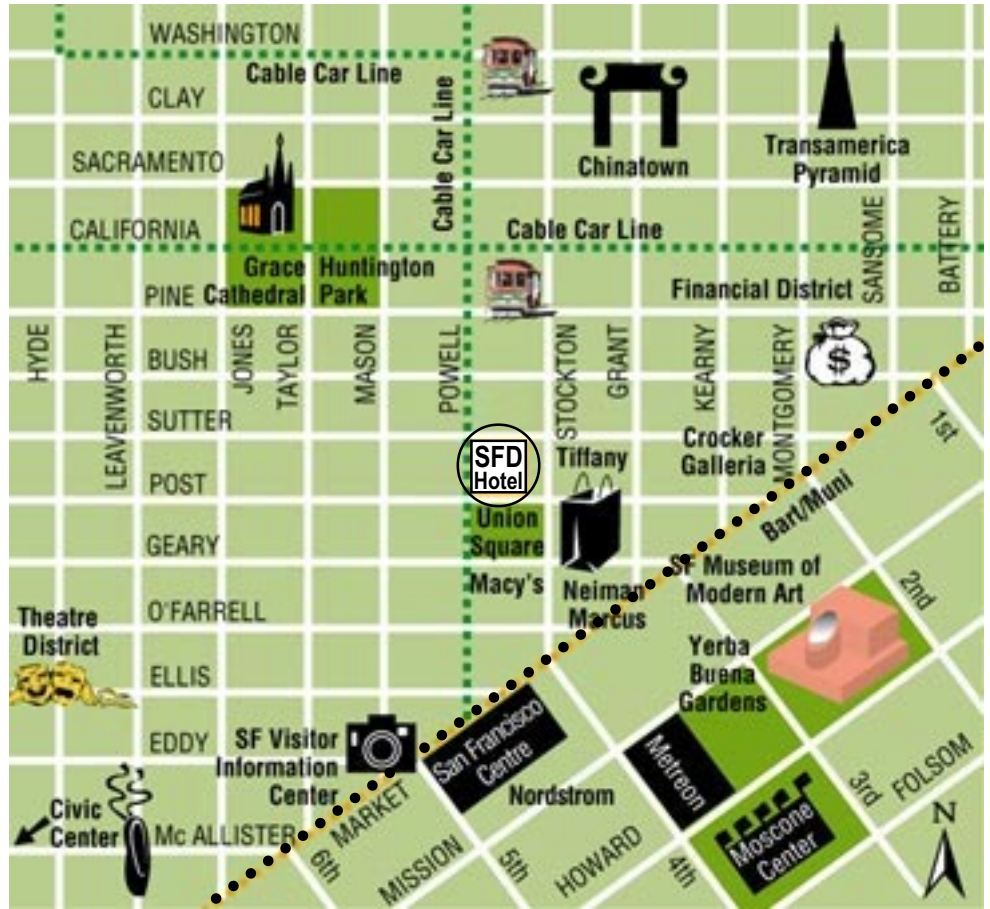 WASHINGTON
Cable Car Line
CLAY
Cable Car Line
Chinatown
Transamerica
Pyramid
SACRAMENTO
CALIFORNIA
Cable Car Line
SANSOME
BATTERY
Grace
Cathedral
Huntington
Park
PINE
Financial District
HYDE
LEAVENWORTH
BUSH
JONES
TAYLOR
MASON
POWELL
STOCKTON
GRANT
KEARNY
MONTGOMERY
$
SUTTER
1st
SFD
Hotel
Tiffany
Crocker
Galleria
POST
Bart/Muni
Union
Square
GEARY
Macy's
Neiman
Marcus
SF Museum of
Modern Art
2nd
O'FARRELL
Theatre
District
Yerba
Buena
Gardens
ELLIS
EDDY
SF Visitor
Information
Center
San Francisco
Centre
Metreon
Nordstrom
3rd
FOLSOM
Civic
Center
Mc ALLISTER
MARKET
6th
MISSION
5th
HOWARD
4th
Moscone
Center
N